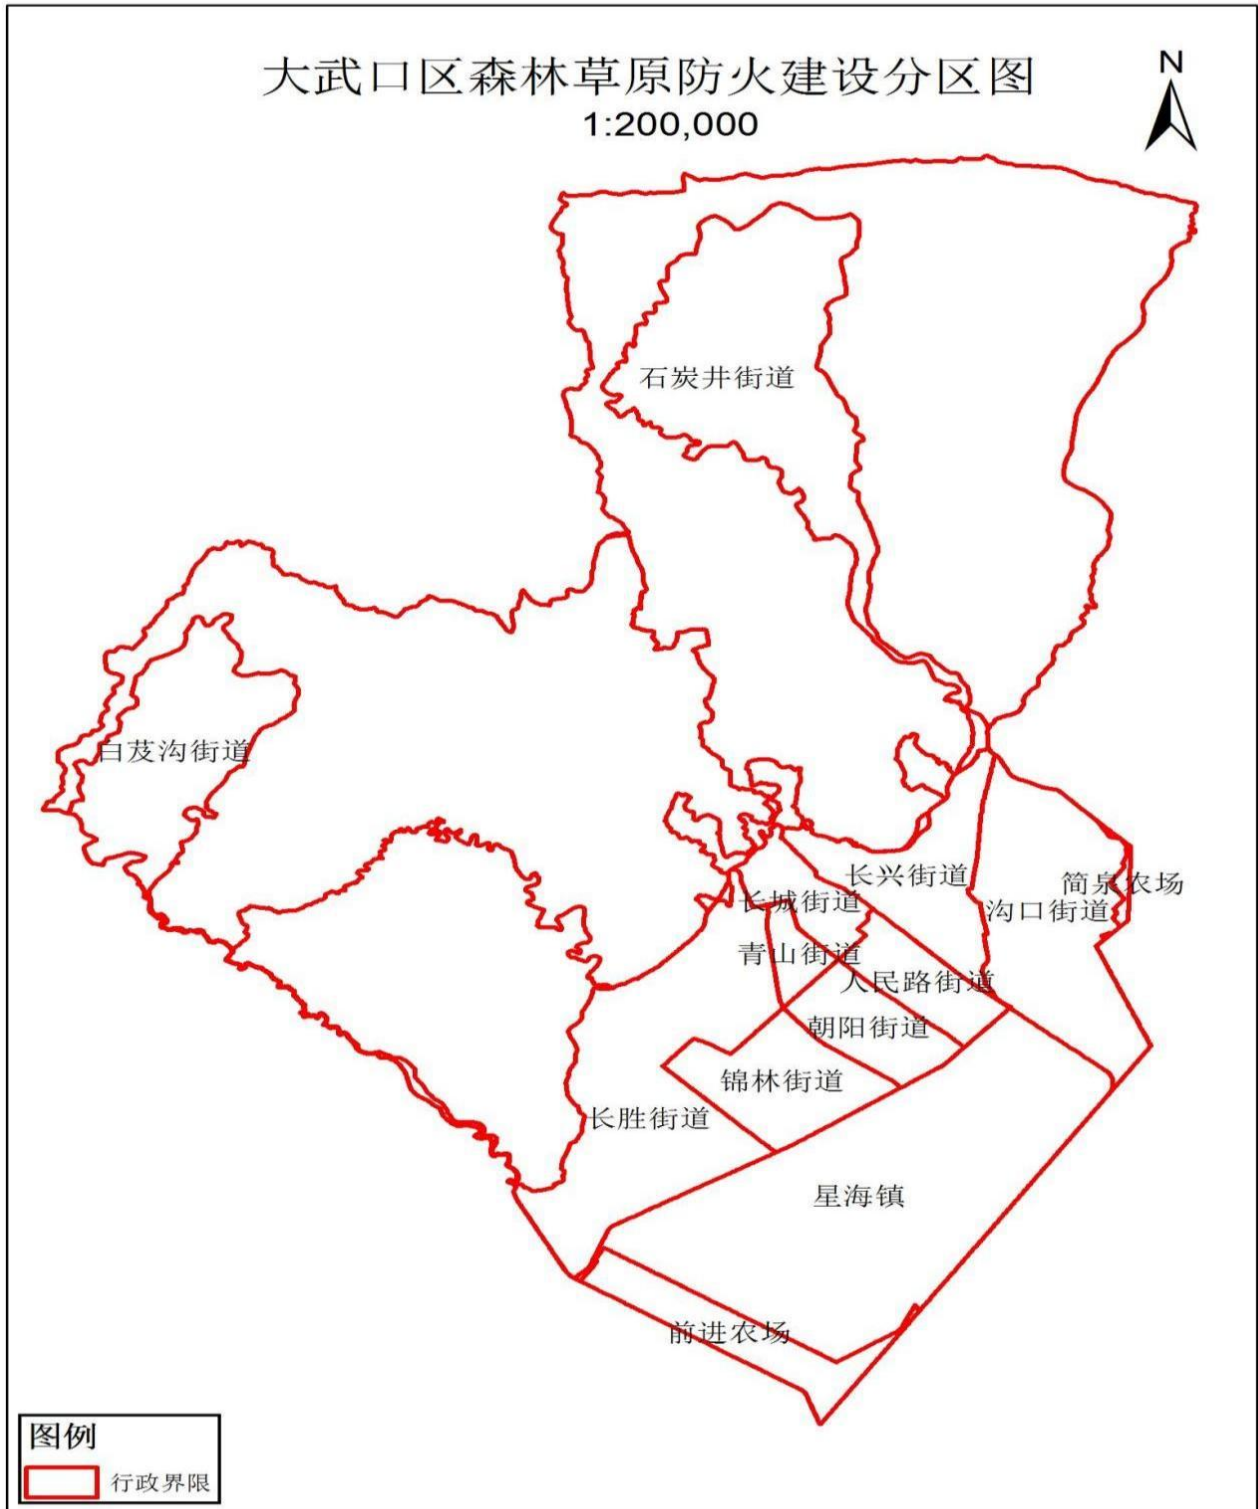 大武口区森林草原防火建设分区图
N
1:200,000
石炭井街道
白芨沟街道
长兴街道
简泉农场
长城街道
沟口街道
青山街道
人民路街道
朝阳街道
锦林街道
长胜街道
星海镇
前进农场
图例
行政界限